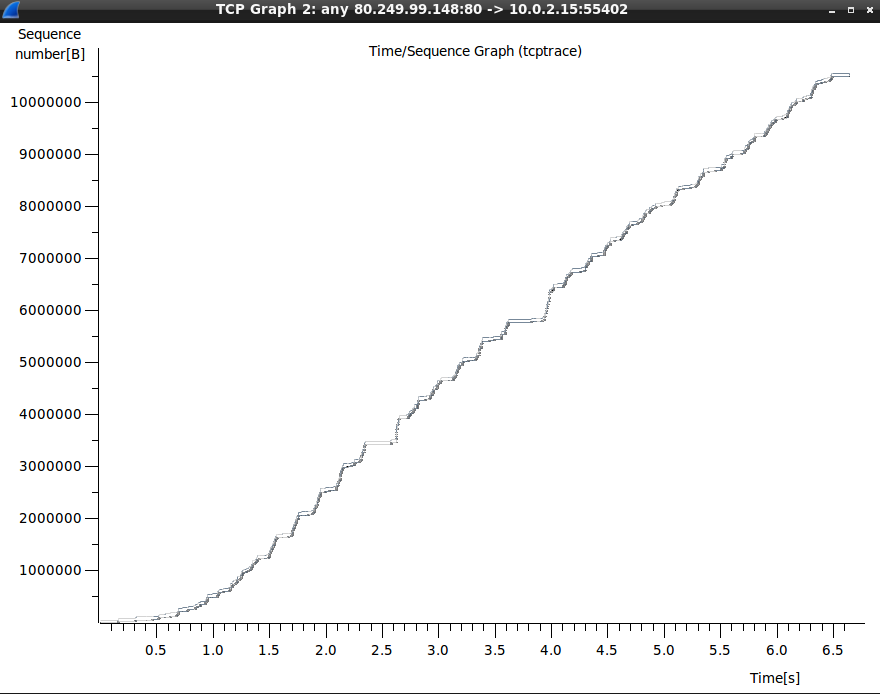 TCP Graph 2: any 80.249.99.148:80 -> 10.0.2.15:55402
Sequence
number[B]
Time/Sequence Graph (tcptrace)
10000000
9000000
8000000
7000000
6000000
5000000
4000000
3000000
2000000
1000000
0.5 1.0 1.5 2.0 2.5 3.0 3.5 4.0 4.5 5.0 5.5 6.0 6.5
Time[s]